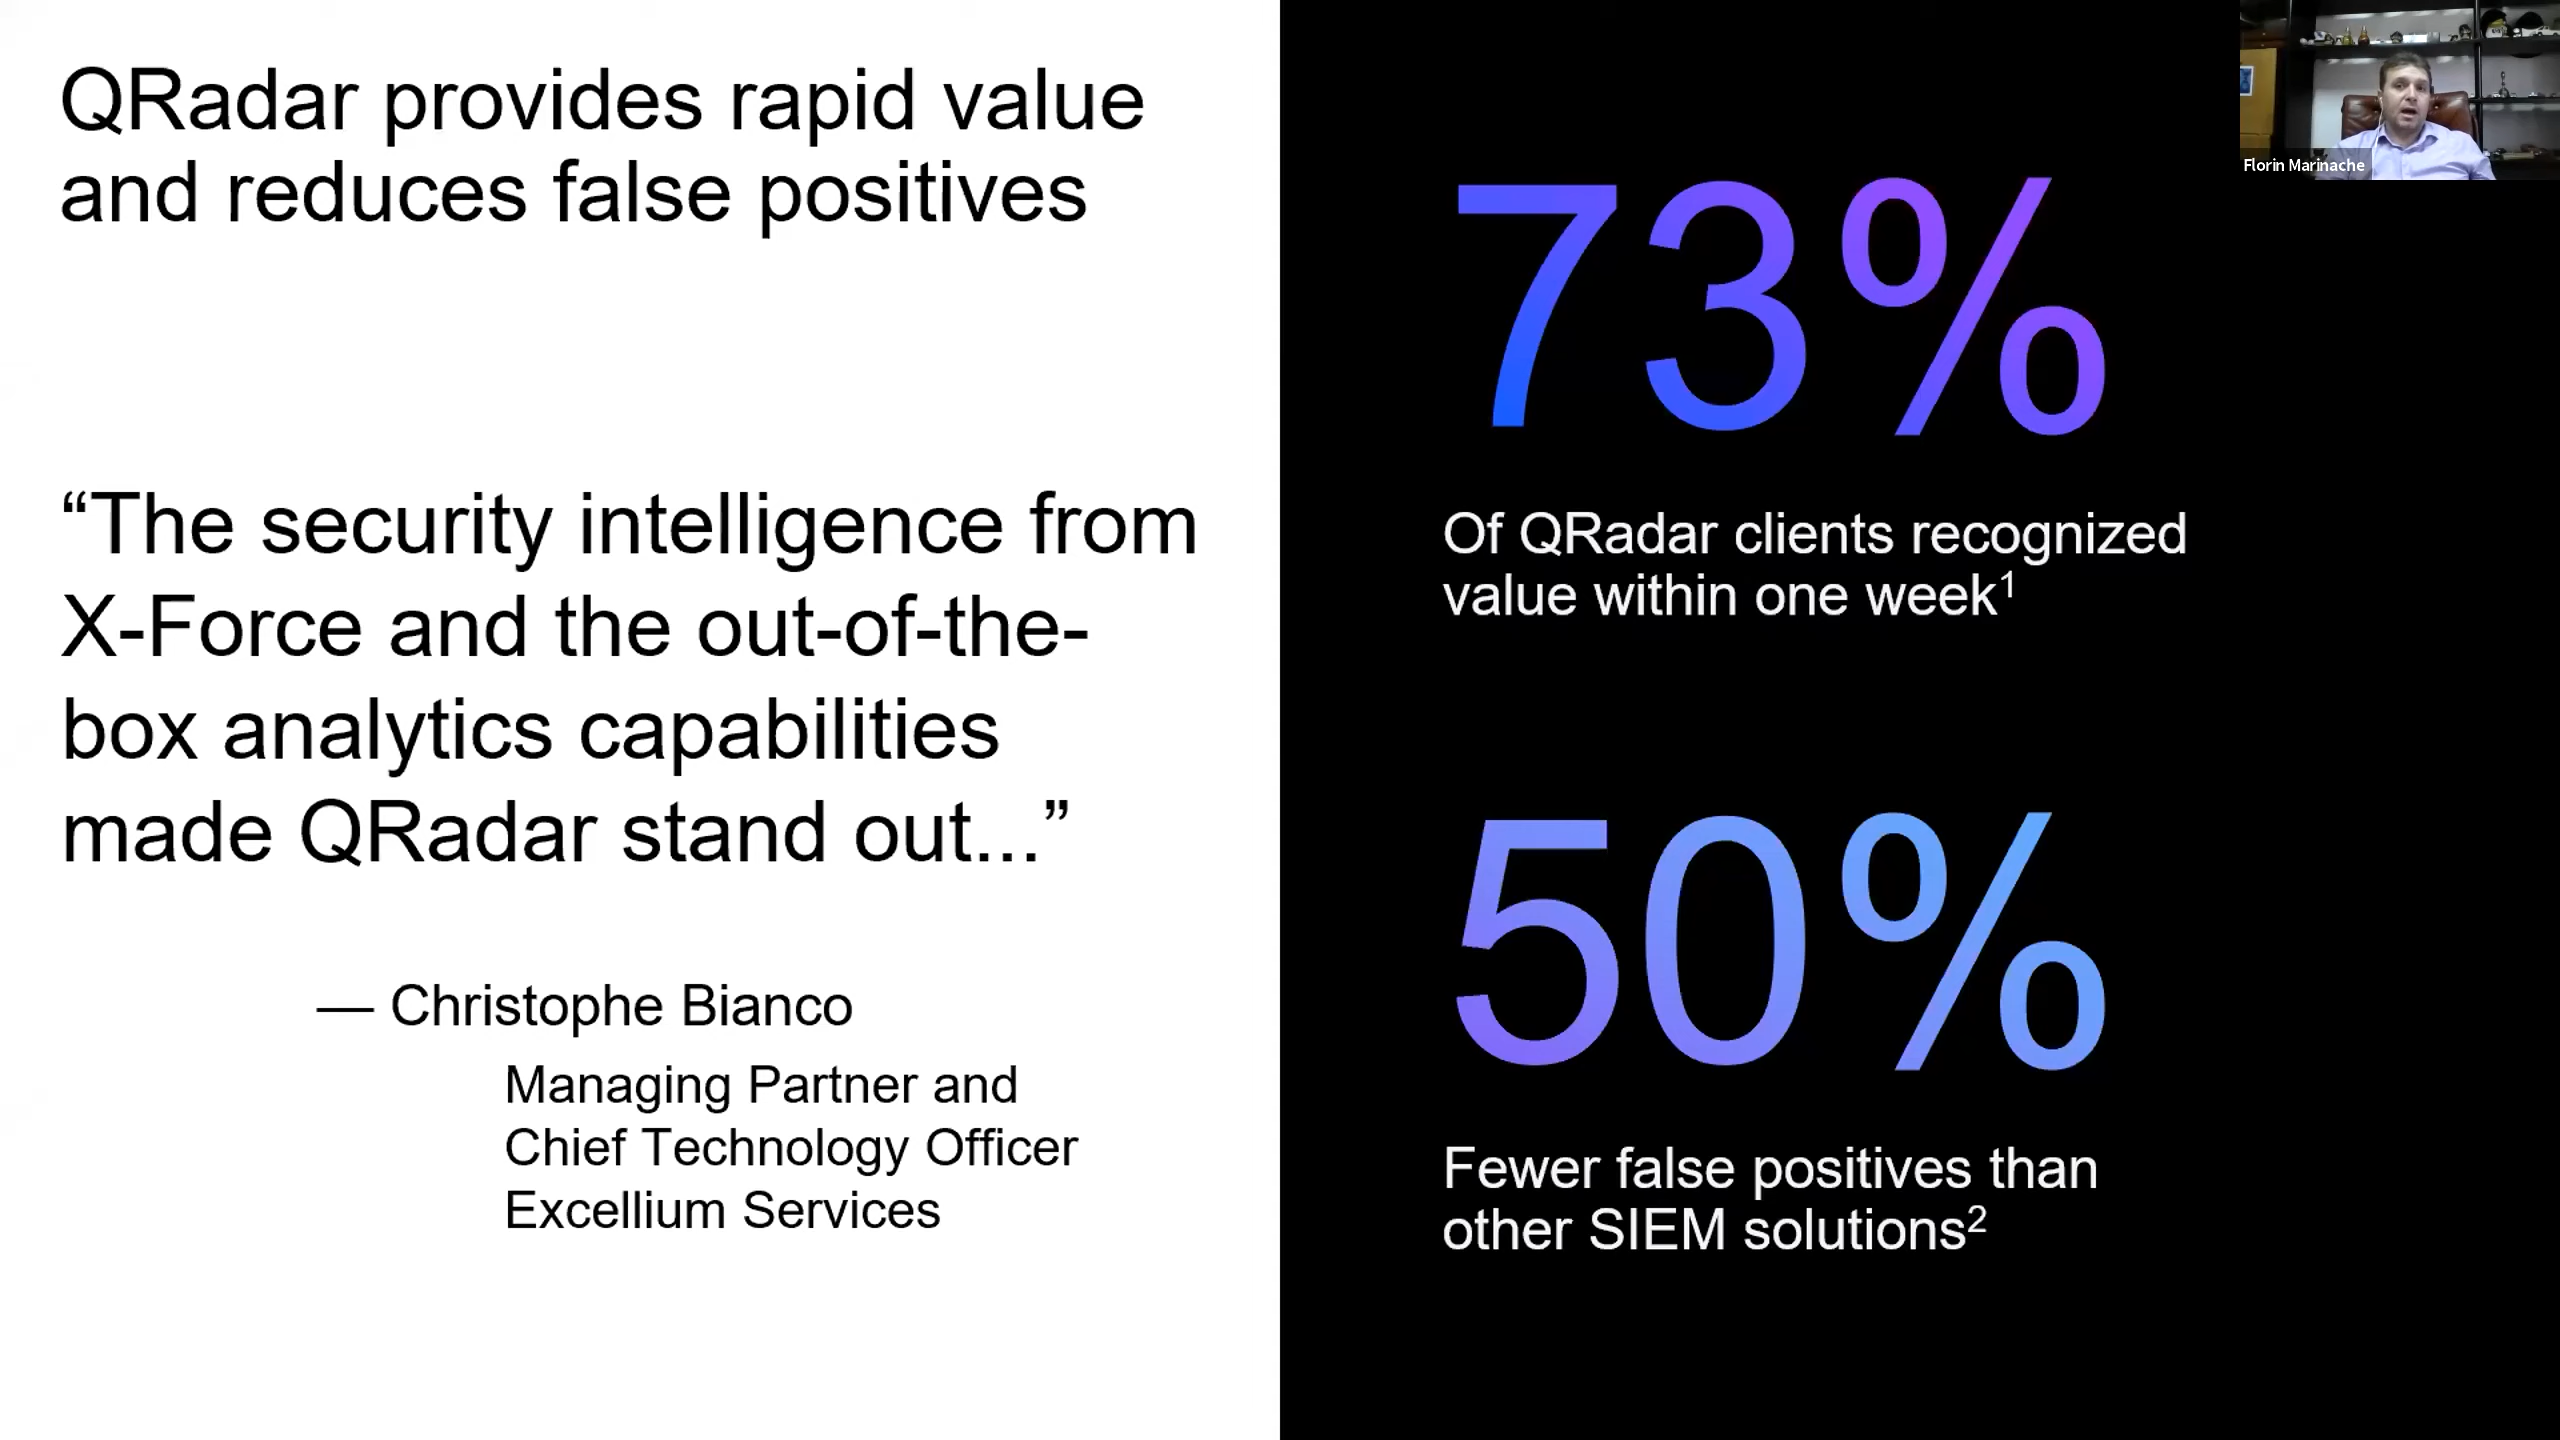 QRadar provides rapid value
and reduces false positives
“The security intelligence from
X-Force and the out-of-the-
box analytics capabilities
made QRadar stand out...”
— Christophe Bianco
Managing Partner and
Chief Technology Officer
Excellium Services
73%
Of QRadar clients recognized
value within one week¹
50%
Fewer false positives than
other SIEM solutions²
Florin Marinache